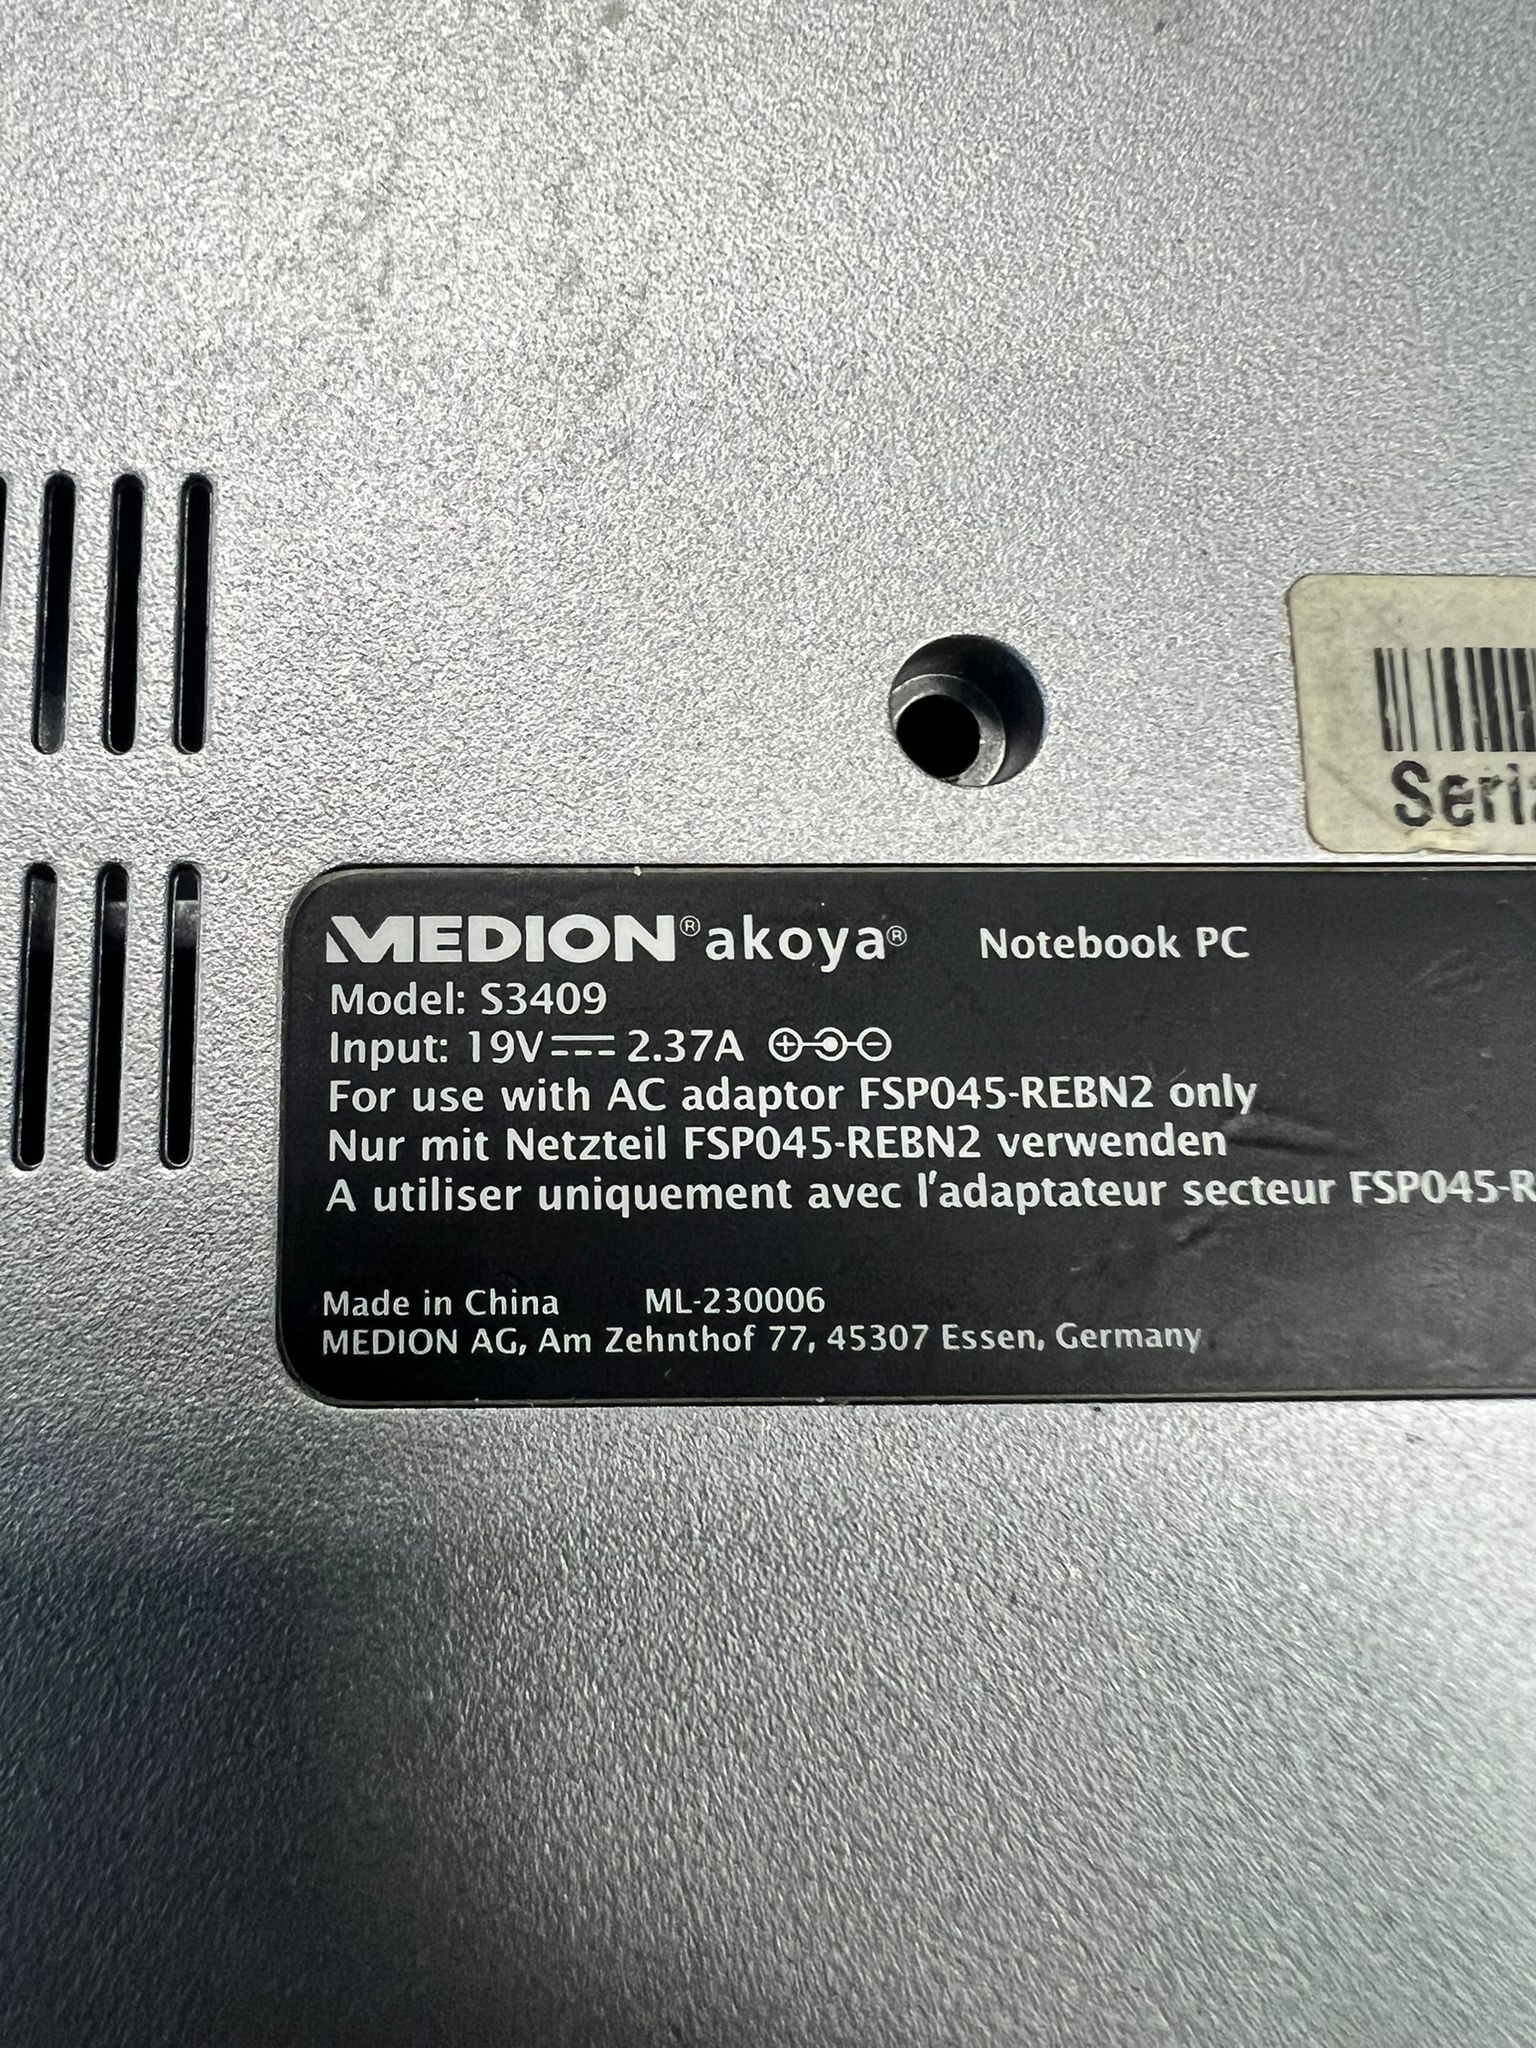 Seri
MEDION® akoya® Notebook PC
Model: S3409
Input: 19V⎓2.37A
For use with AC adaptor FSP045-REBN2 only
Nur mit Netzteil FSP045-REBN2 verwenden
A utiliser uniquement avec l'adaptateur secteur FSP045-R
Made in China ML-230006
MEDION AG, Am Zehnthof 77, 45307 Essen, Germany